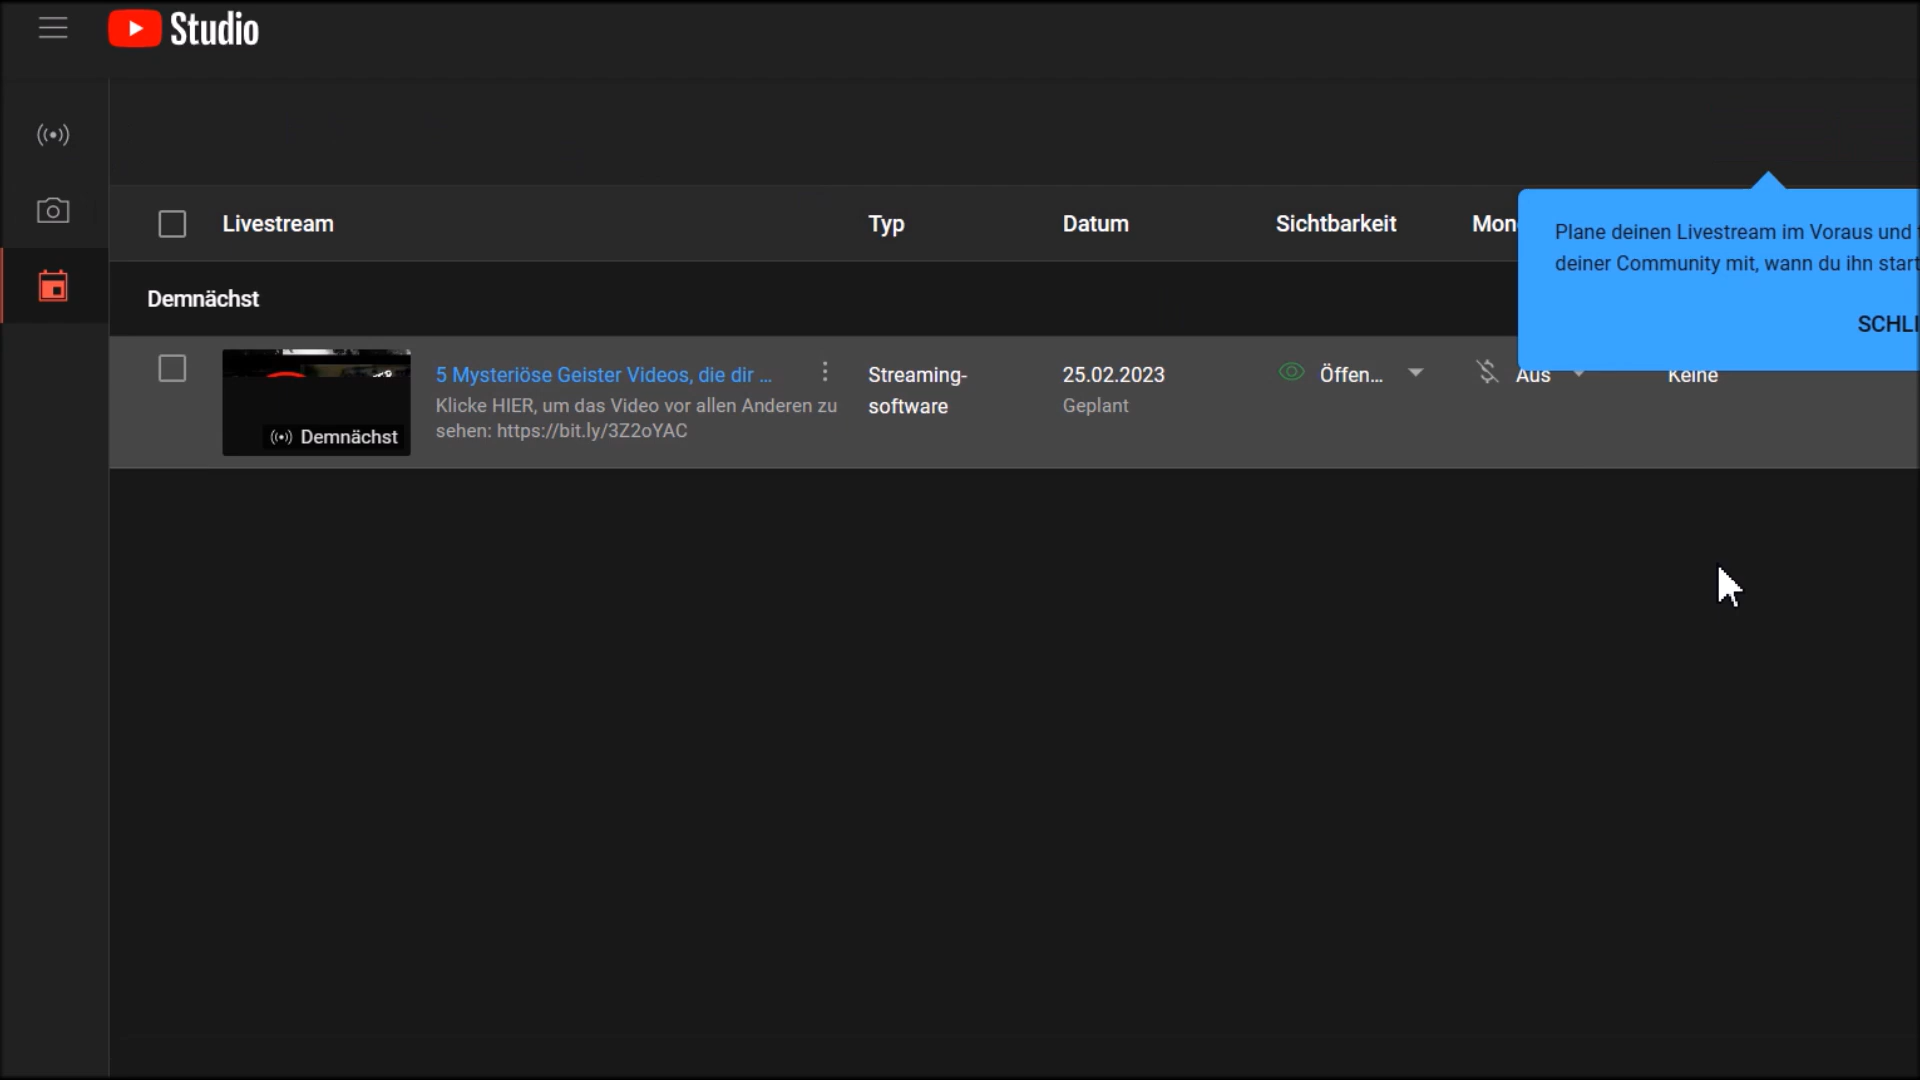 Studio
Livestream Typ Datum Sichtbarkeit Mon
Plane deinen Livestream im Voraus und
deiner Community mit, wann du ihn start
SCHLI
Demnächst
5 Mysteriöse Geister Videos, die dir ...
Klicke HIER, um das Video vor allen Anderen zu
sehen: https://bit.ly/3Z2oYAC
Demnächst
Streaming-
software
25.02.2023
Geplant
Öffen...
Aus
Keine